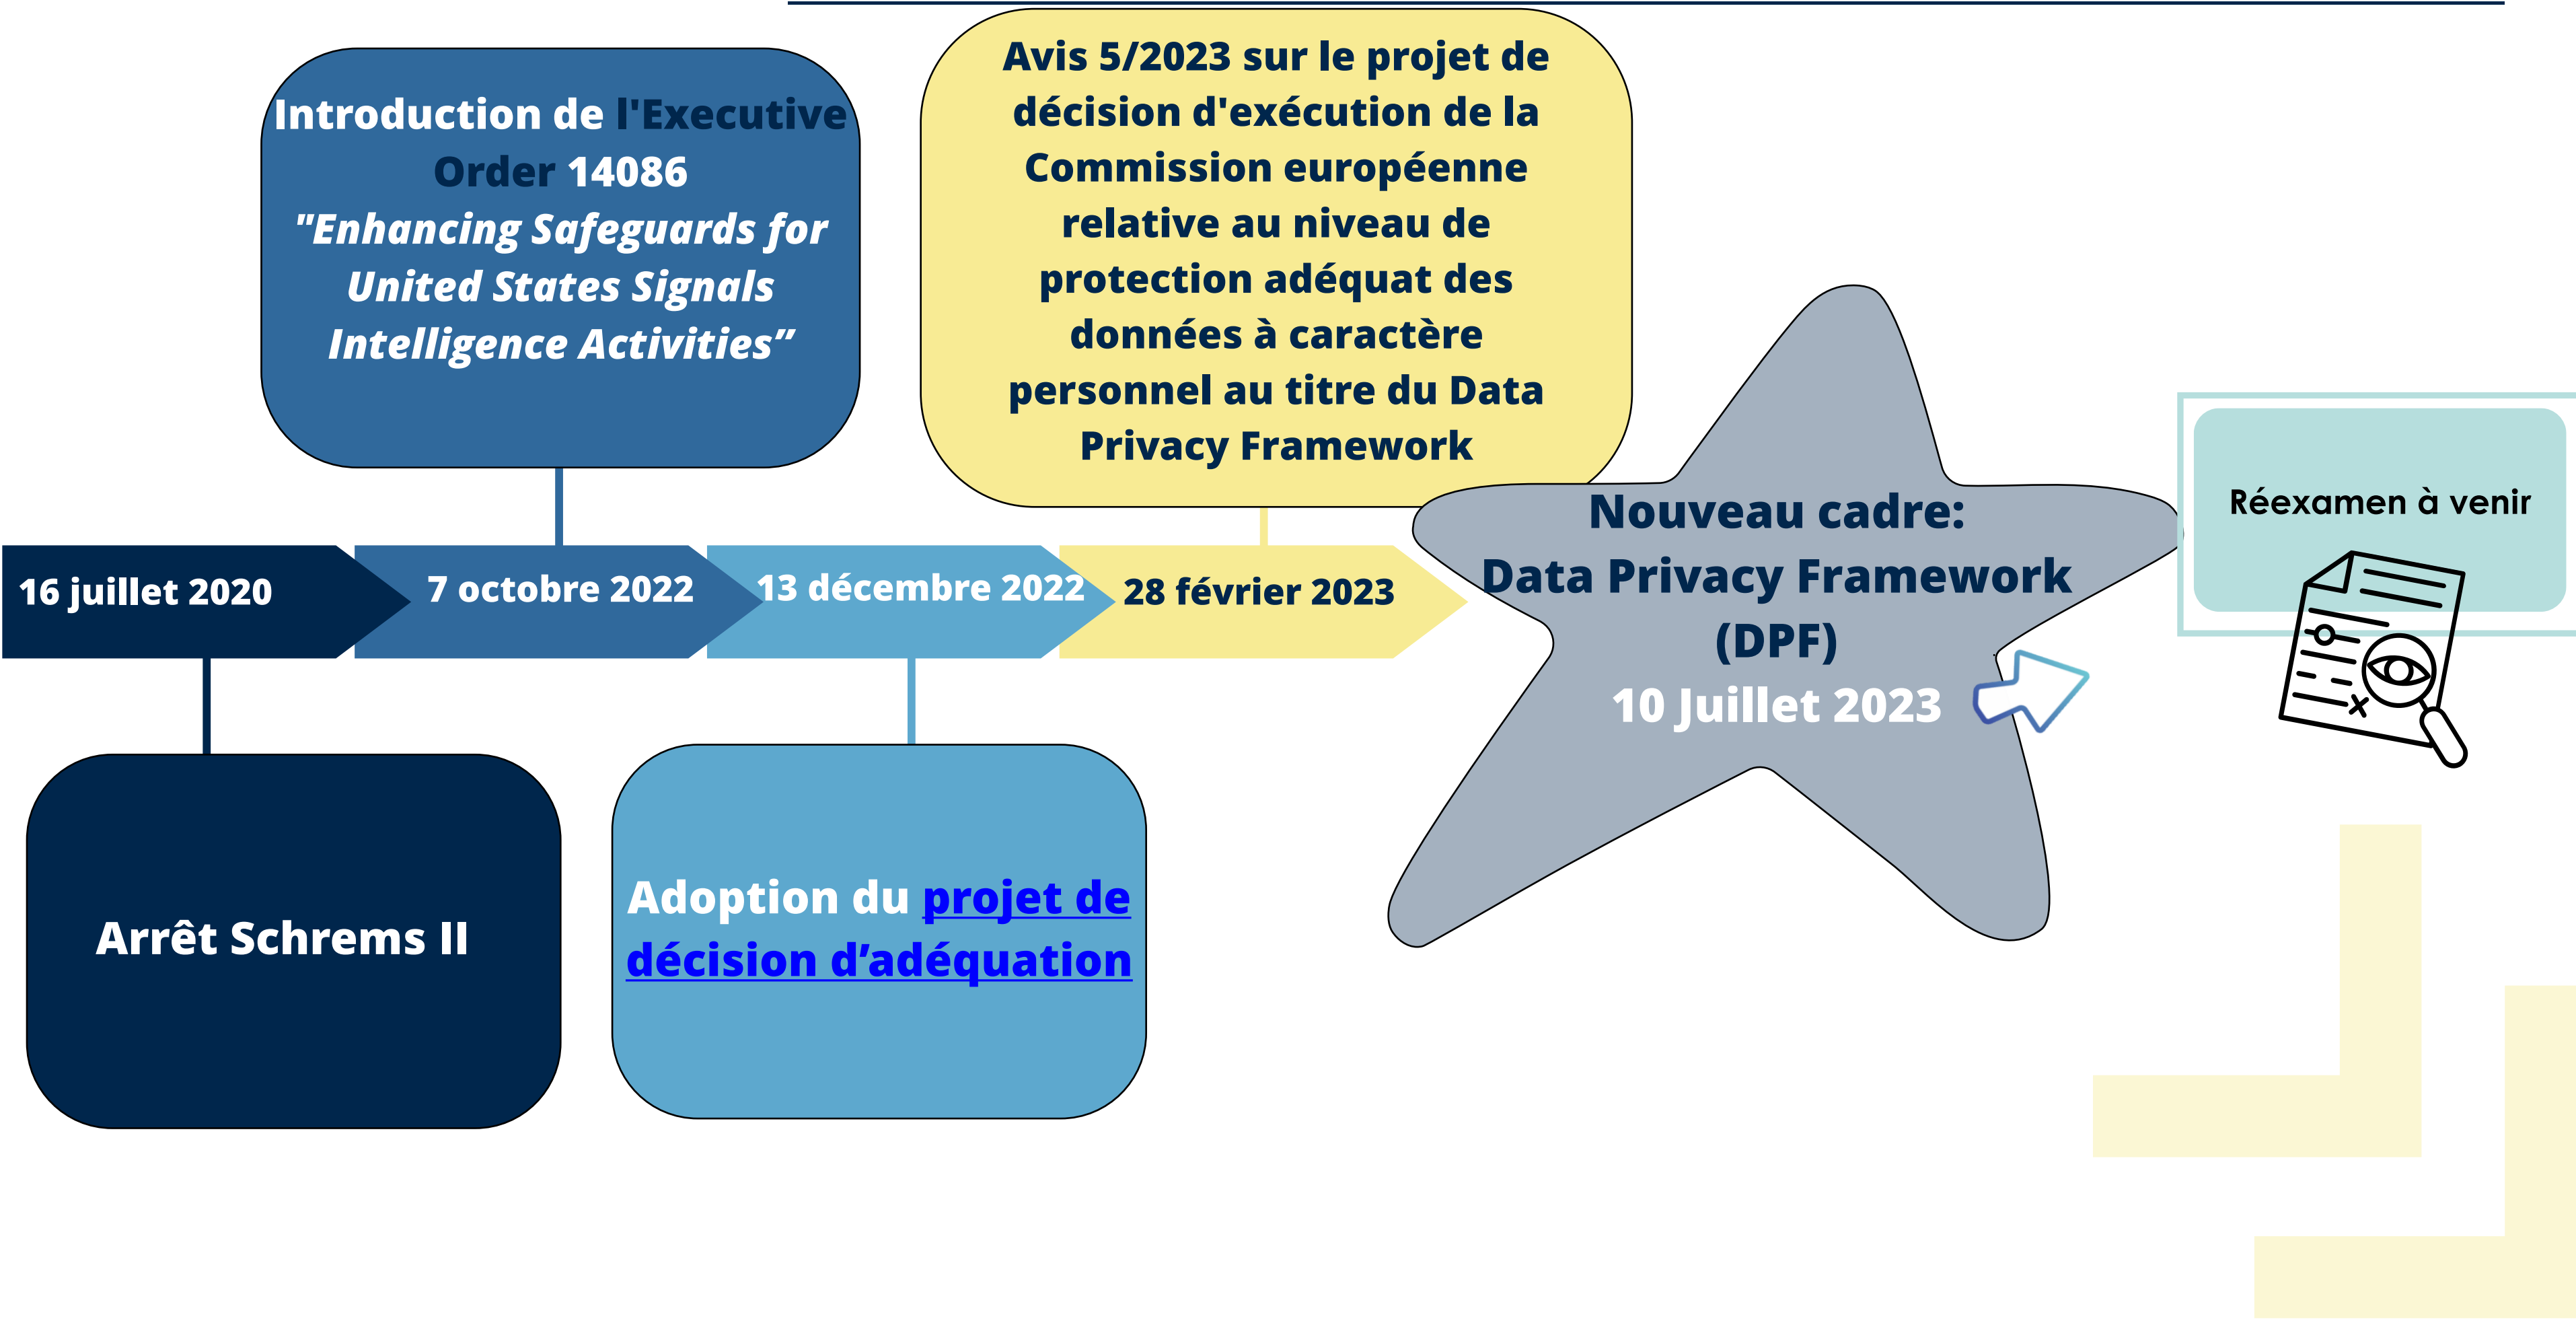 Introduction de l'Executive
Order 14086
"Enhancing Safeguards for
United States Signals
Intelligence Activities”
Avis 5/2023 sur le projet de
décision d'exécution de la
Commission européenne
relative au niveau de
protection adéquat des
données à caractère
personnel au titre du Data
Privacy Framework
16 juillet 2020
7 octobre 2022
13 décembre 2022
28 février 2023
Nouveau cadre:
Data Privacy Framework
(DPF)
10 Juillet 2023
Réexamen à venir
Arrêt Schrems II
Adoption du projet de
décision d’adéquation